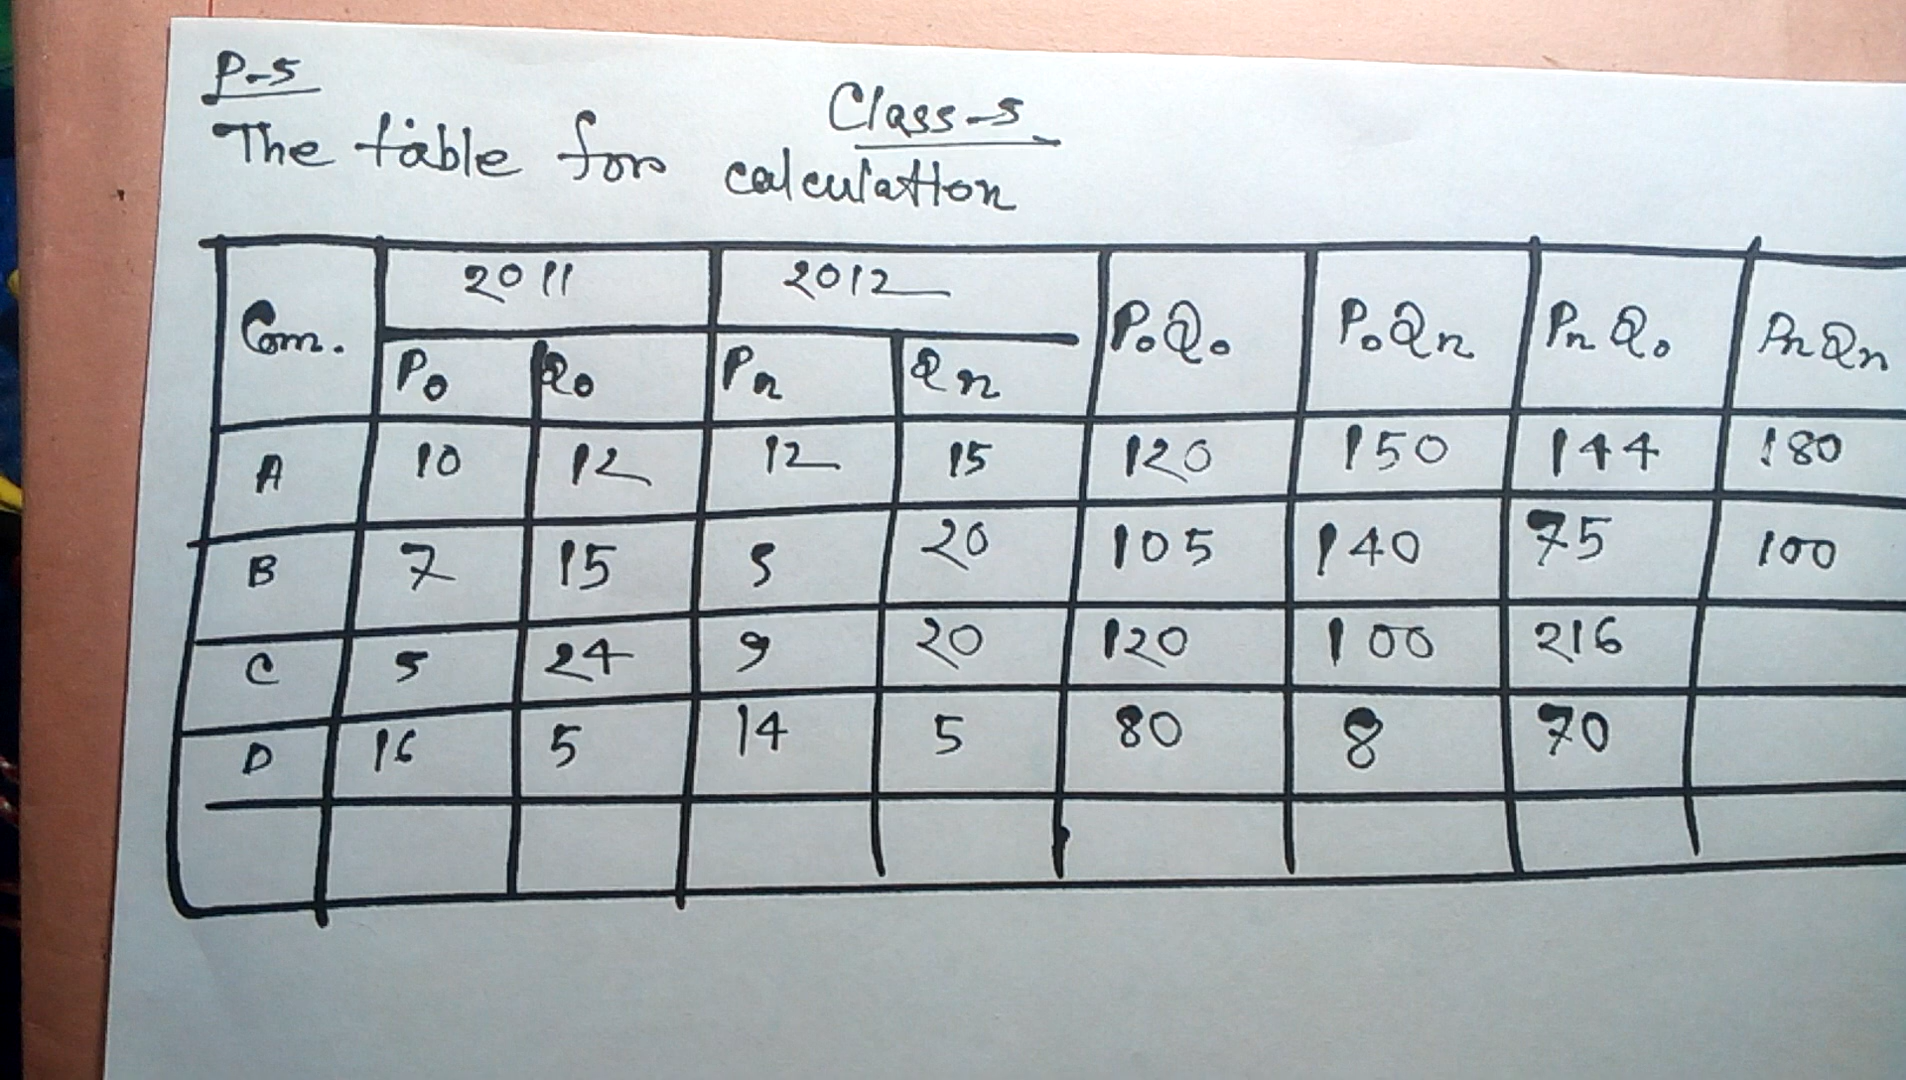 P-5
Class-5
The table for calculation
Com. 2011 2012 P₀Q₀ P₀Qn PnQ₀ PnQn
P₀ Q₀ Pn Qn
A 10 12 12 15 120 150 144 180
B 7 15 5 20 105 140 75 100
C 5 24 9 20 120 100 216
D 16 5 14 5 80 8 70